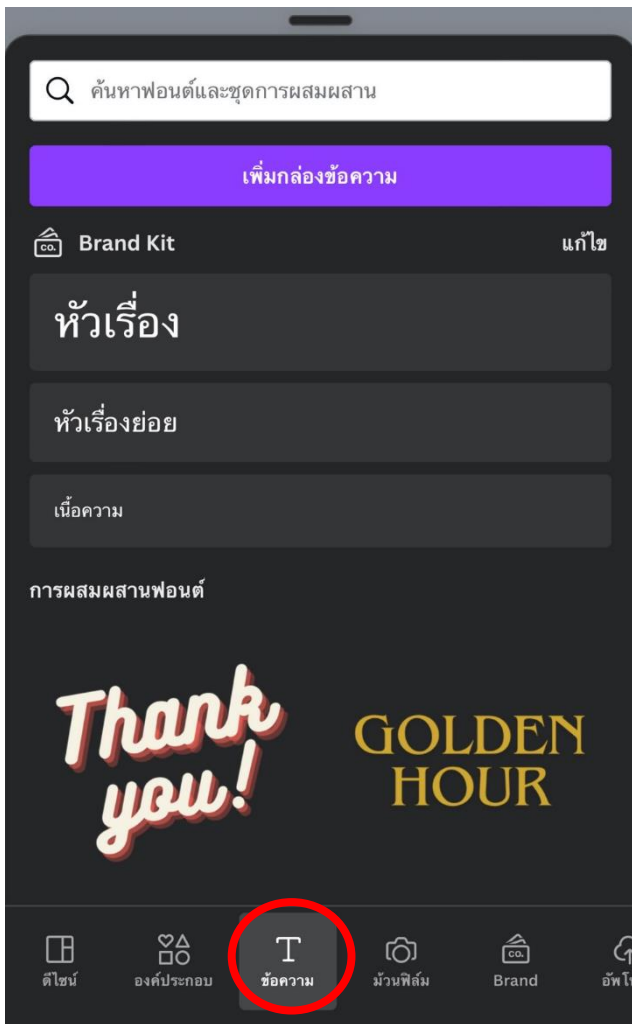 ค้นหาฟอนต์และชุดการผสมผสาน
เพิ่มกล่องข้อความ
co. Brand Kit แก้ไข
หัวเรื่อง
หัวเรื่องย่อย
เนื้อความ
การผสมผสานฟอนต์
Thank
you!
GOLDEN
HOUR
T co.
ดีไซน์ องค์ประกอบ ข้อความ ม้วนฟิล์ม Brand